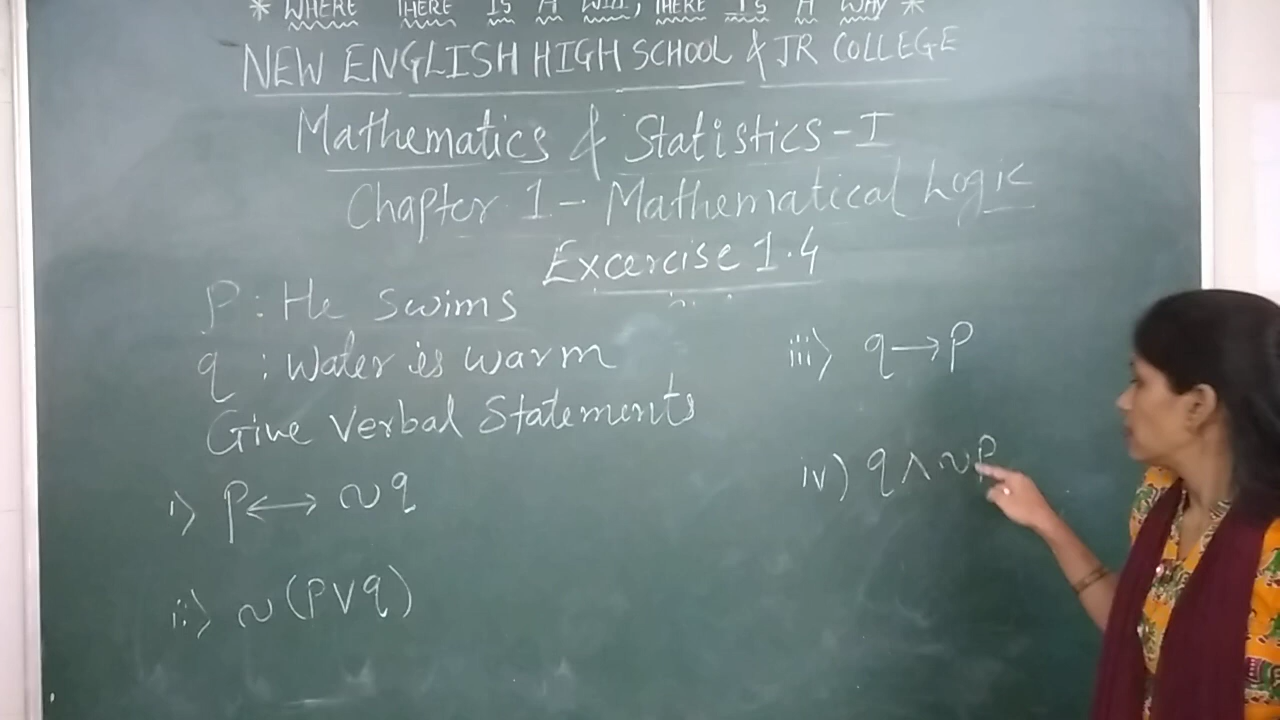 * WHERE THERE IS A WILL, THERE IS A WAY *
NEW ENGLISH HIGH SCHOOL & JR COLLEGE
Mathematics & Statistics - I
Chapter 1 - Mathematical Logic
Excercise 1.4
P : He swims
q : Water is warm
Give Verbal Statements
i) P ↔ ~q
ii) ~(P∨q)
iii) q → P
iv) q ∧ ~P